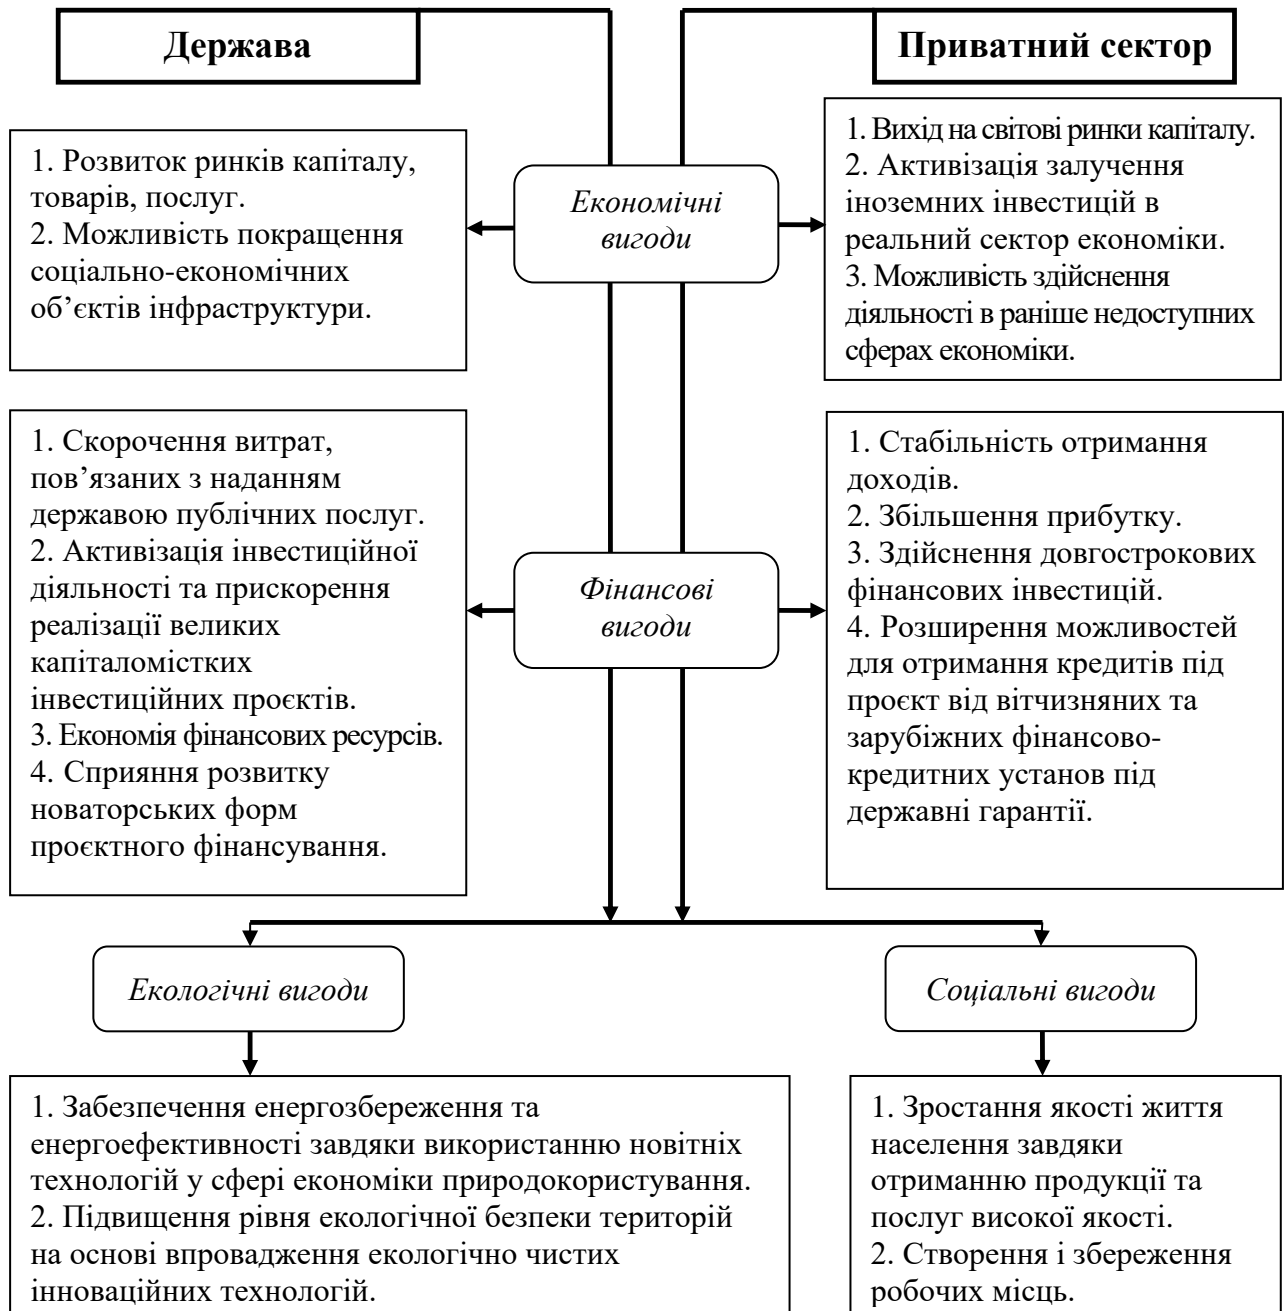 Держава
Приватний сектор
1. Розвиток ринків капіталу,
товарів, послуг.
2. Можливість покращення
соціально-економічних
об’єктів інфраструктури.
Економічні
вигоди
1. Вихід на світові ринки капіталу.
2. Активізація залучення
іноземних інвестицій в
реальний сектор економіки.
3. Можливість здійснення
діяльності в раніше недоступних
сферах економіки.
1. Скорочення витрат,
пов’язаних з наданням
державою публічних послуг.
2. Активізація інвестиційної
діяльності та прискорення
реалізації великих
капіталомістких
інвестиційних проєктів.
3. Економія фінансових ресурсів.
4. Сприяння розвитку
новаторських форм
проєктного фінансування.
Фінансові
вигоди
1. Стабільність отримання
доходів.
2. Збільшення прибутку.
3. Здійснення довгострокових
фінансових інвестицій.
4. Розширення можливостей
для отримання кредитів під
проєкт від вітчизняних та
зарубіжних фінансово-
кредитних установ під
державні гарантії.
Екологічні вигоди
Соціальні вигоди
1. Забезпечення енергозбереження та
енергоефективності завдяки використанню новітніх
технологій у сфері економіки природокористування.
2. Підвищення рівня екологічної безпеки територій
на основі впровадження екологічно чистих
інноваційних технологій.
1. Зростання якості життя
населення завдяки
отриманню продукції та
послуг високої якості.
2. Створення і збереження
робочих місць.